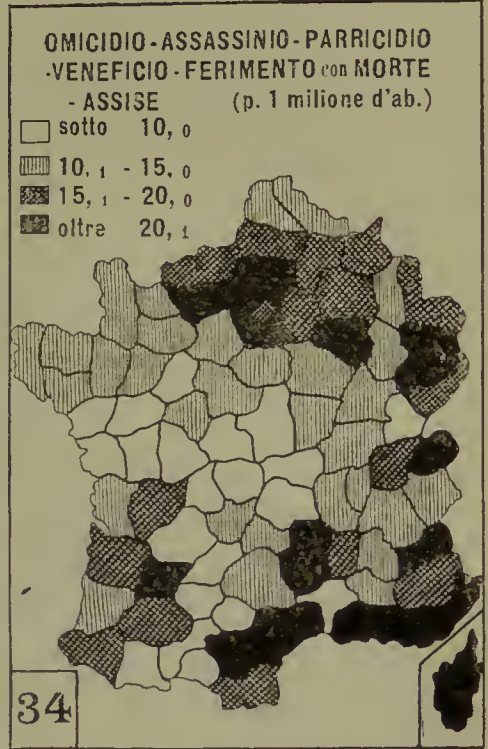 OMICIDIO - ASSASSINIO - PARRICIDIO
- VENEFICIO - FERIMENTO con MORTE
- ASSISE (p. 1 milione d'ab.)
sotto 10,0
10,1 - 15,0
15,1 - 20,0
oltre 20,1
34